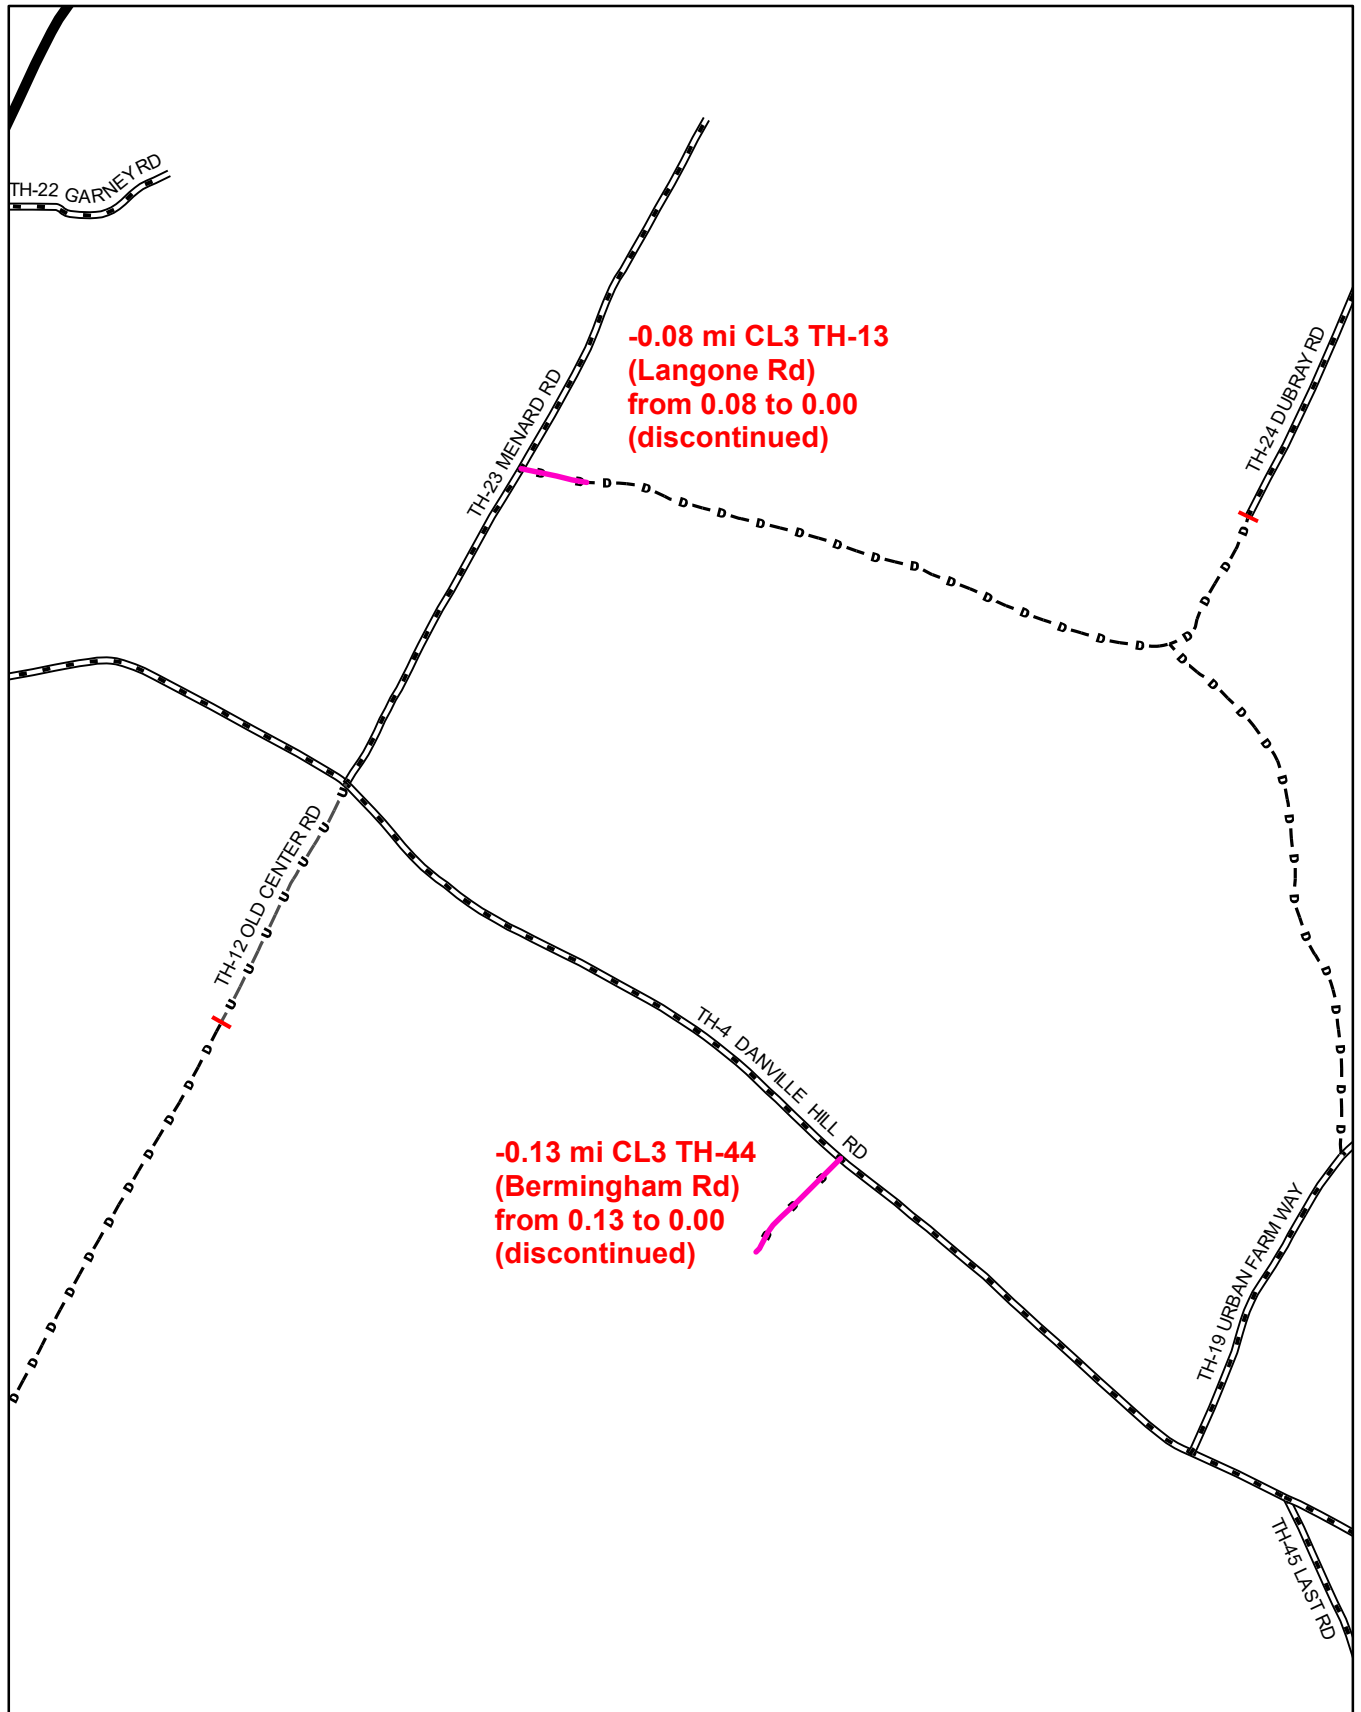 TH-22 GARNEY RD
-0.08 mi CL3 TH-13
(Langone Rd)
from 0.08 to 0.00
(discontinued)
TH-24 DUBRAY RD
TH-23 MENARD RD
TH-12 OLD CENTER RD
TH-4 DANVILLE HILL RD
-0.13 mi CL3 TH-44
(Bermingham Rd)
from 0.13 to 0.00
(discontinued)
TH-19 URBAN FARM WAY
TH-45 LAST RD